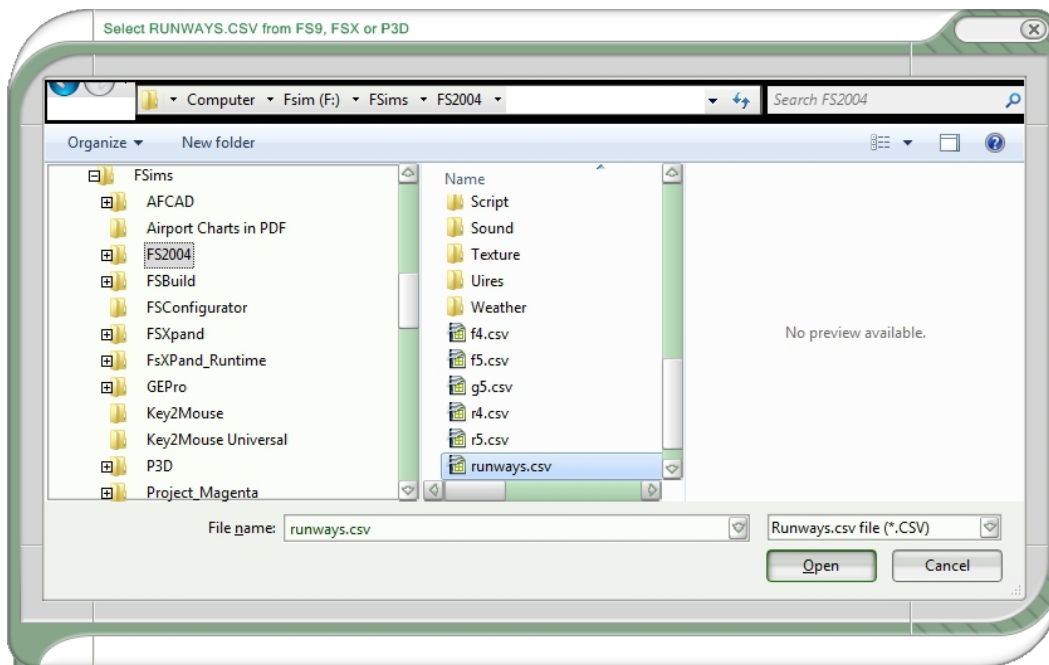 Select RUNWAYS.CSV from FS9, FSX or P3D
Computer Fsim (F:) FSims FS2004
Search FS2004
Organize New folder
FSims
AFCAD
Airport Charts in PDF
FS2004
FSBuild
FSConfigurator
FSXpand
FsXPand_Runtime
GEPro
Key2Mouse
Key2Mouse Universal
P3D
Project_Magenta
Name
Script
Sound
Texture
Uires
Weather
f4.csv
f5.csv
g5.csv
r4.csv
r5.csv
runways.csv
No preview available.
File name: runways.csv
Runways.csv file (*.CSV)
Open Cancel